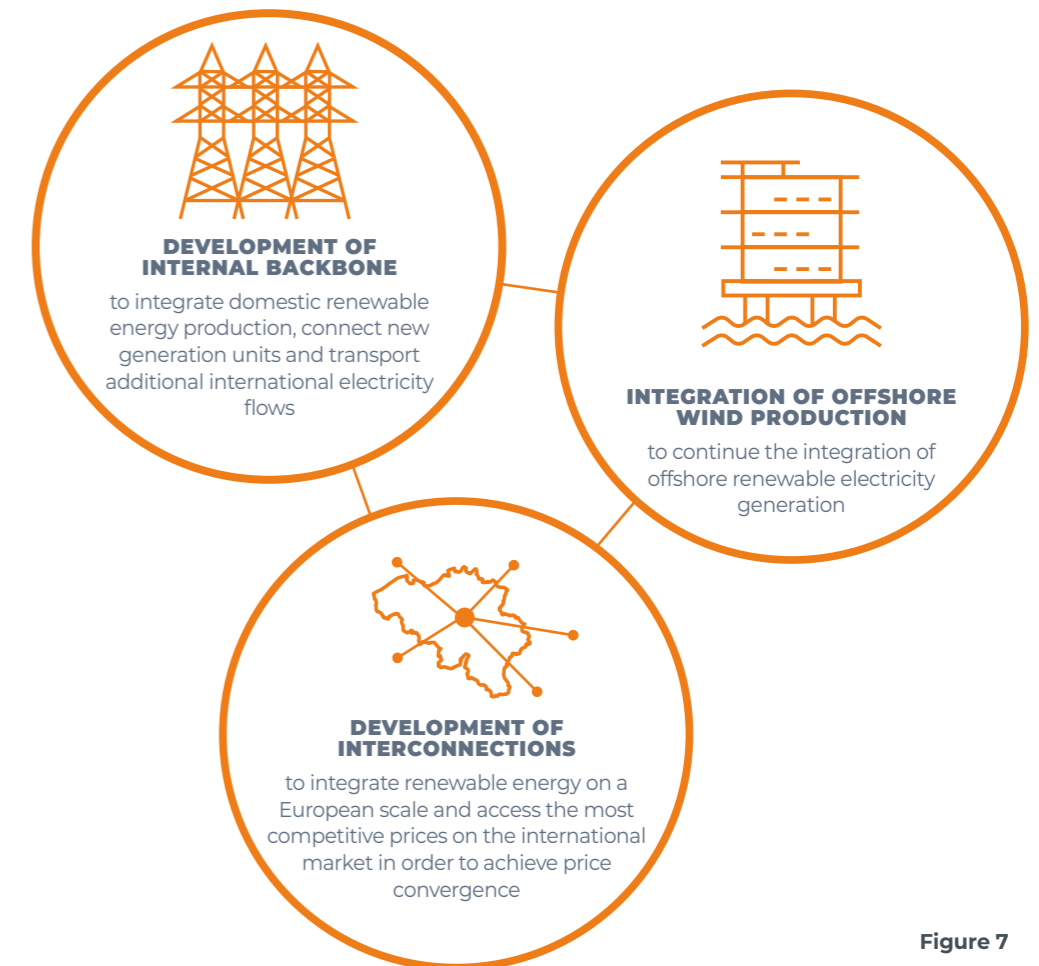 DEVELOPMENT OF
INTERNAL BACKBONE
to integrate domestic renewable
energy production, connect new
generation units and transport
additional international electricity
flows
INTEGRATION OF OFFSHORE
WIND PRODUCTION
to continue the integration of
offshore renewable electricity
generation
DEVELOPMENT OF
INTERCONNECTIONS
to integrate renewable energy on a
European scale and access the most
competitive prices on the international
market in order to achieve price
convergence
Figure 7